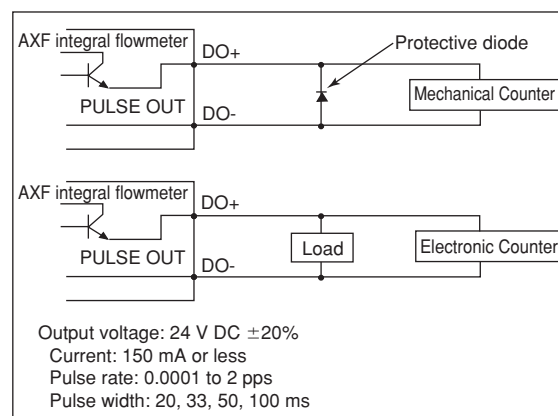 AXF integral flowmeter
DO+
Protective diode
PULSE OUT
Mechanical Counter
DO-
AXF integral flowmeter
DO+
PULSE OUT
Load
Electronic Counter
DO-
Output voltage: 24 V DC ±20%
Current: 150 mA or less
Pulse rate: 0.0001 to 2 pps
Pulse width: 20, 33, 50, 100 ms